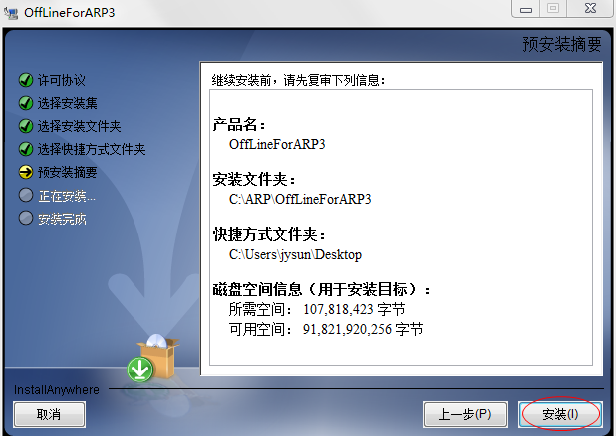 OffLineForARP3
预安装摘要
许可协议
选择安装集
选择安装文件夹
选择快捷方式文件夹
预安装摘要
正在安装...
安装完成
继续安装前，请先复审下列信息：
产品名：
OffLineForARP3
安装文件夹：
C:\ARP\OffLineForARP3
快捷方式文件夹：
C:\Users\jysun\Desktop
磁盘空间信息（用于安装目标）：
所需空间： 107,818,423 字节
可用空间： 91,821,920,256 字节
InstallAnywhere
取消
上一步(P)
安装(I)